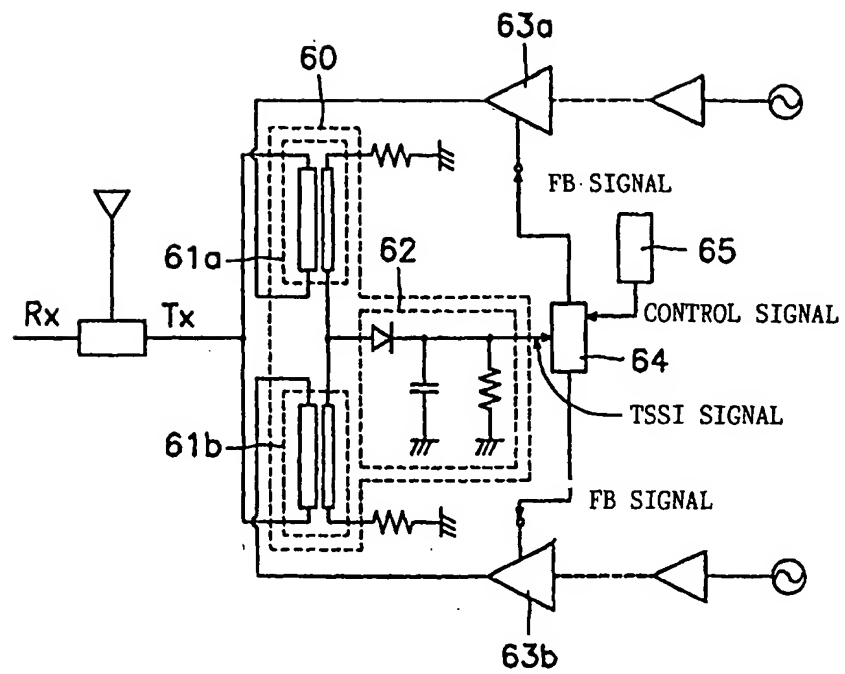 63a
60
FB SIGNAL
61a
62
65
Rx
Tx
CONTROL SIGNAL
64
TSSI SIGNAL
61b
FB SIGNAL
63b